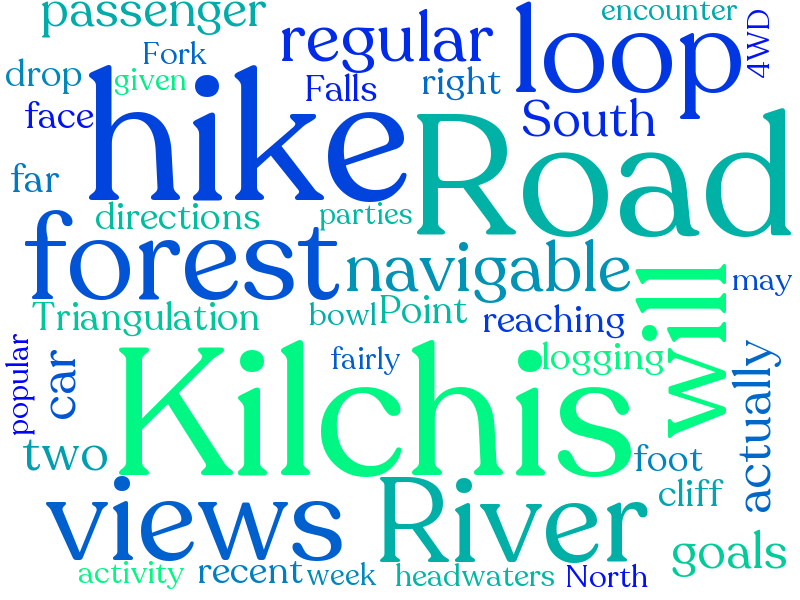 passenger
encounter
Fork
regular
loop
4WD
drop
given
Falls
right
face
hike
South
Road
far
directions
parties
forest
navigable
will
may
Triangulation
bowl
Point
reaching
popular
car
fairly
logging
actually
Kilchis
two
foot
cliff
views
River
goals
activity
recent
week
headwaters
North